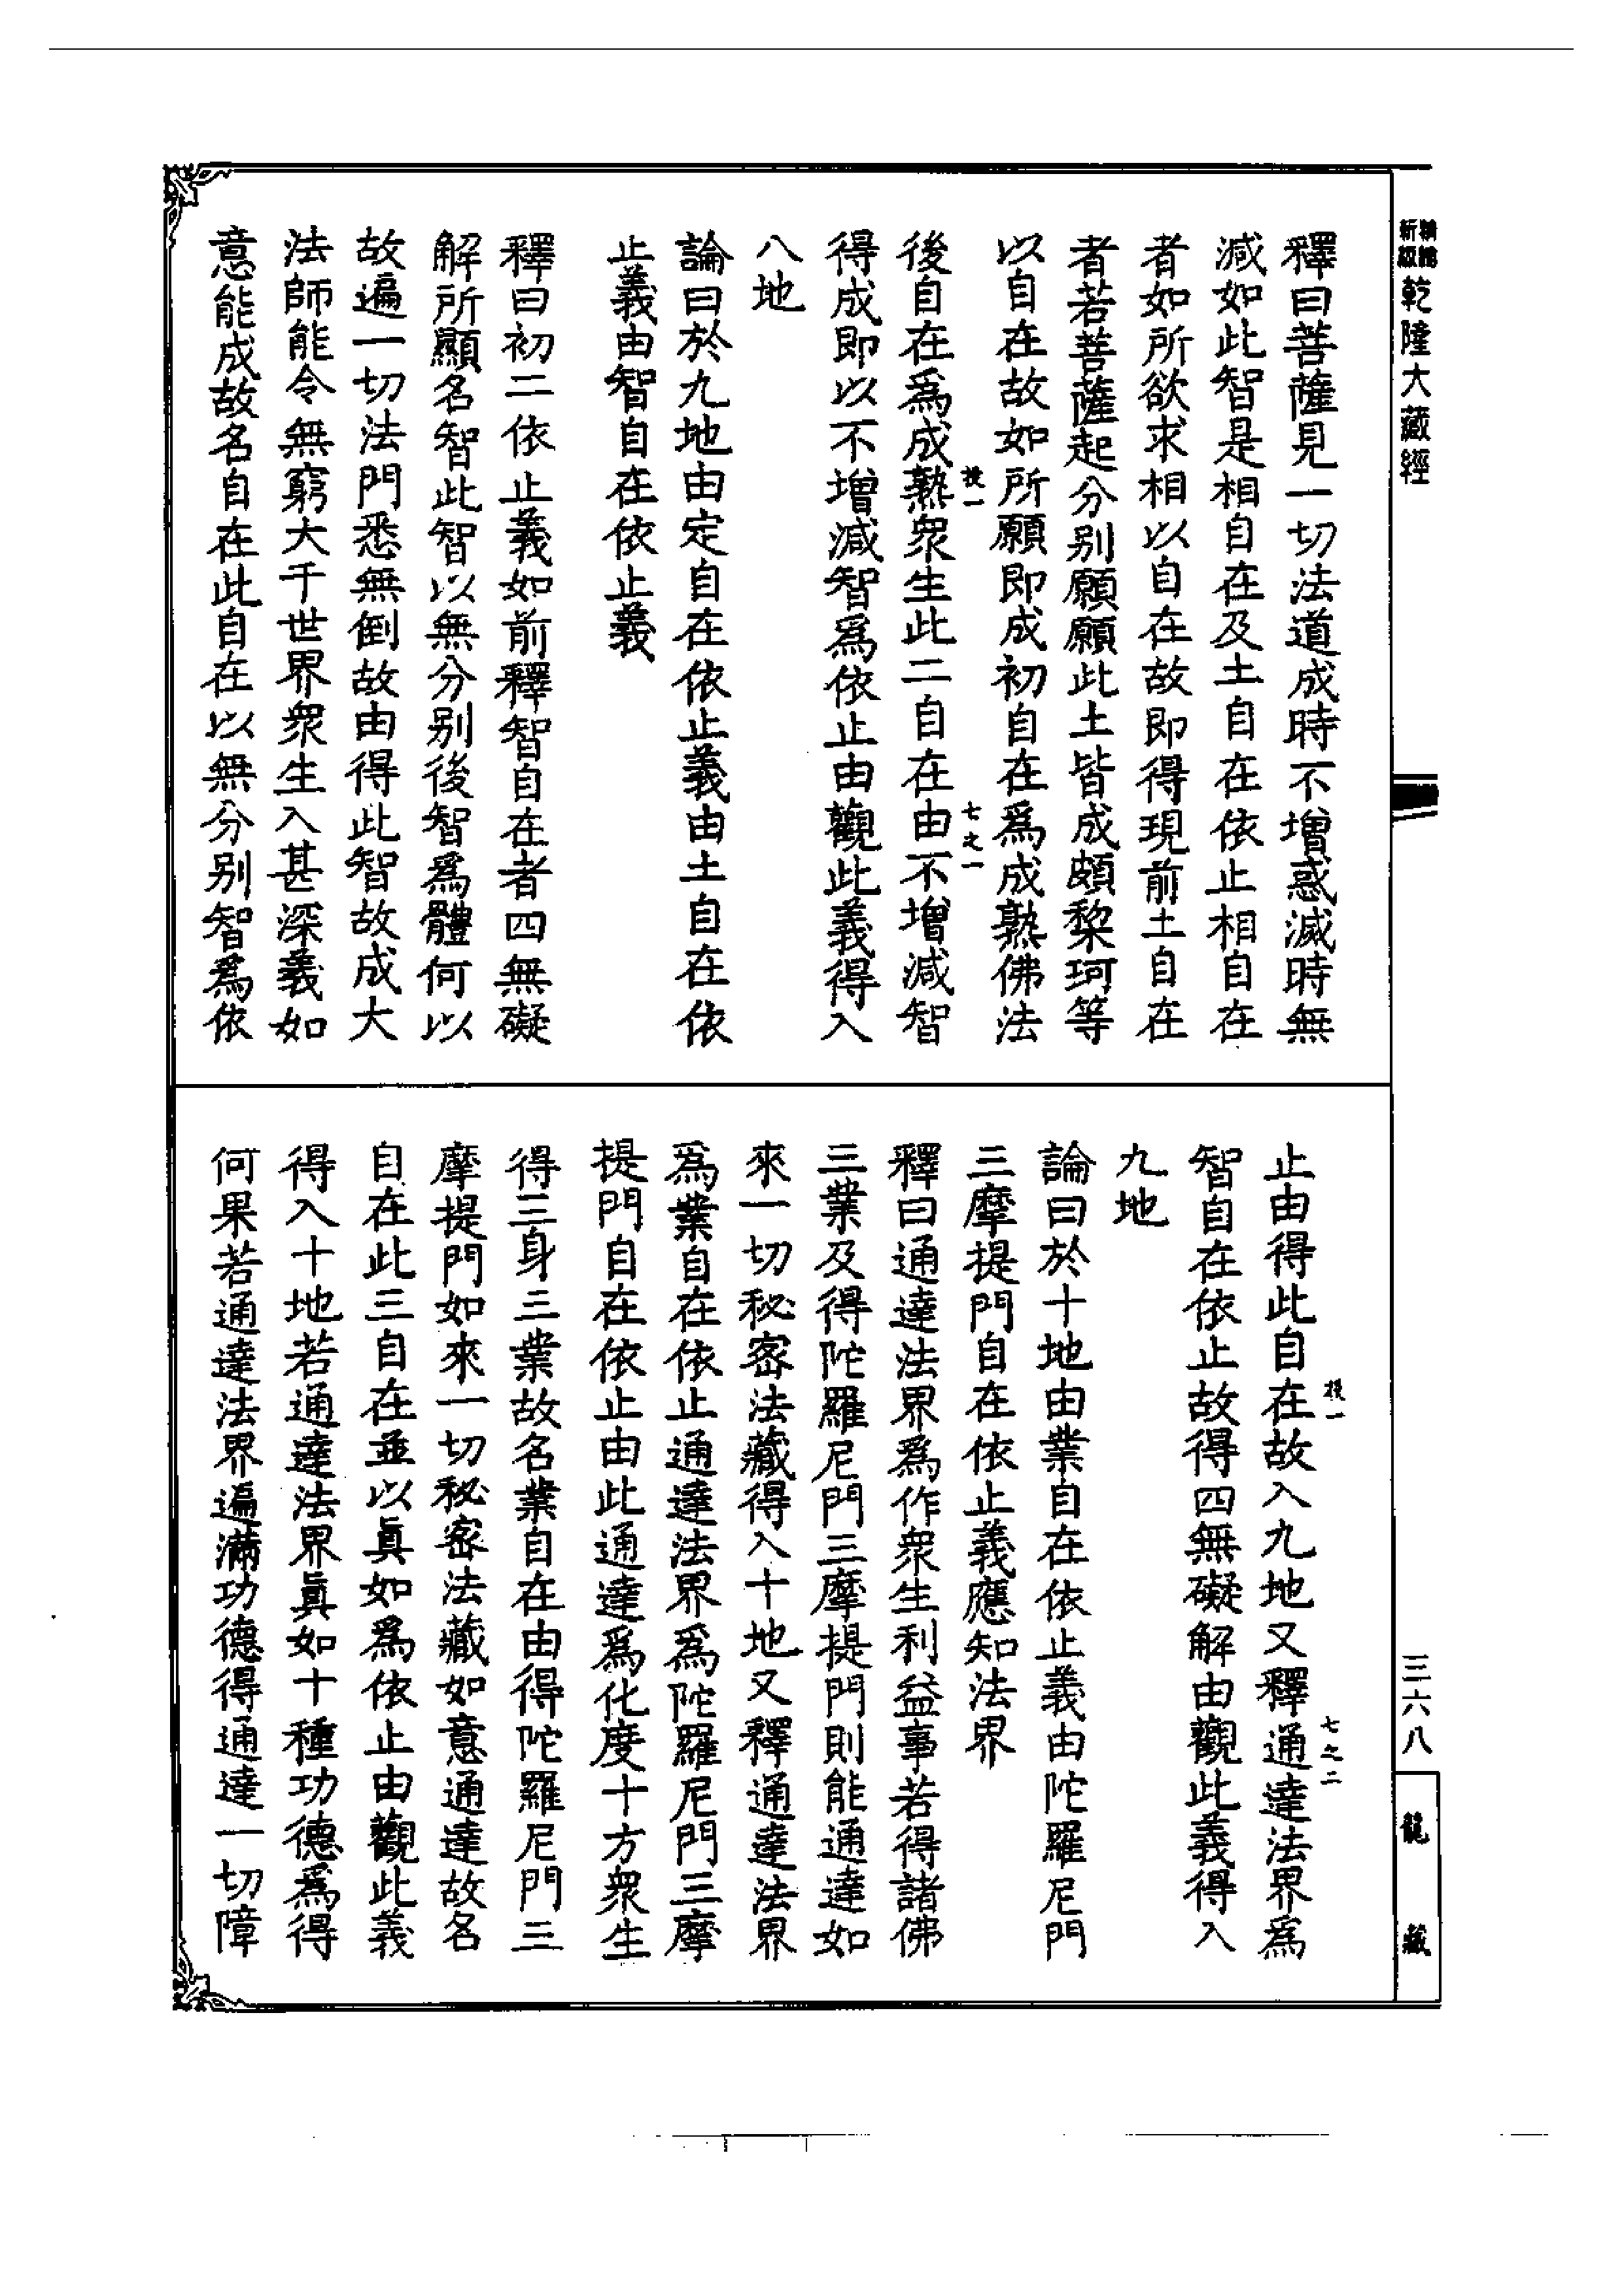 乾隆大藏經
三六八
龍藏
釋曰菩薩見一切法道成時不增惑滅時無
減如此智是相自在及土自在依止相自在
者如所欲求相以自在故即得現前土自在
者若菩薩起分別願願此土皆成頗棃珂等
以自在故如所願即成初自在為成熟佛法
後自在為成熟眾生此二自在由不增減智
得成即以不增減智為依止由觀此義得入
八地
論曰於九地由定自在依止義由土自在依
止義由智自在依止義
釋曰初二依止義如前釋智自在者四無礙
解所顯名智此智以無分別後智為體何以
故遍一切法門悉無倒故由得此智故成大
法師能令無窮大千世界眾生入甚深義如
意能成故名自在此自在以無分別智為依
止由得此自在故入九地又釋通達法界為
智自在依止故得四無礙解由觀此義得入
九地
論曰於十地由業自在依止義由陀羅尼門
三摩提門自在依止義應知法界
釋曰通達法界為作眾生利益事若得諸佛
三業及得陀羅尼門三摩提門則能通達如
來一切秘密法藏得入十地又釋通達法界
為業自在依止通達法界為陀羅尼門三摩
提門自在依止由此通達為化度十方眾生
得三身三業故名業自在由得陀羅尼門三
摩提門如來一切秘密法藏如意通達故名
自在此三自在並以眞如為依止由觀此義
得入十地若通達法界眞如十種功德為得
何果若通達法界遍滿功德得通達一切障
七之一
七之二